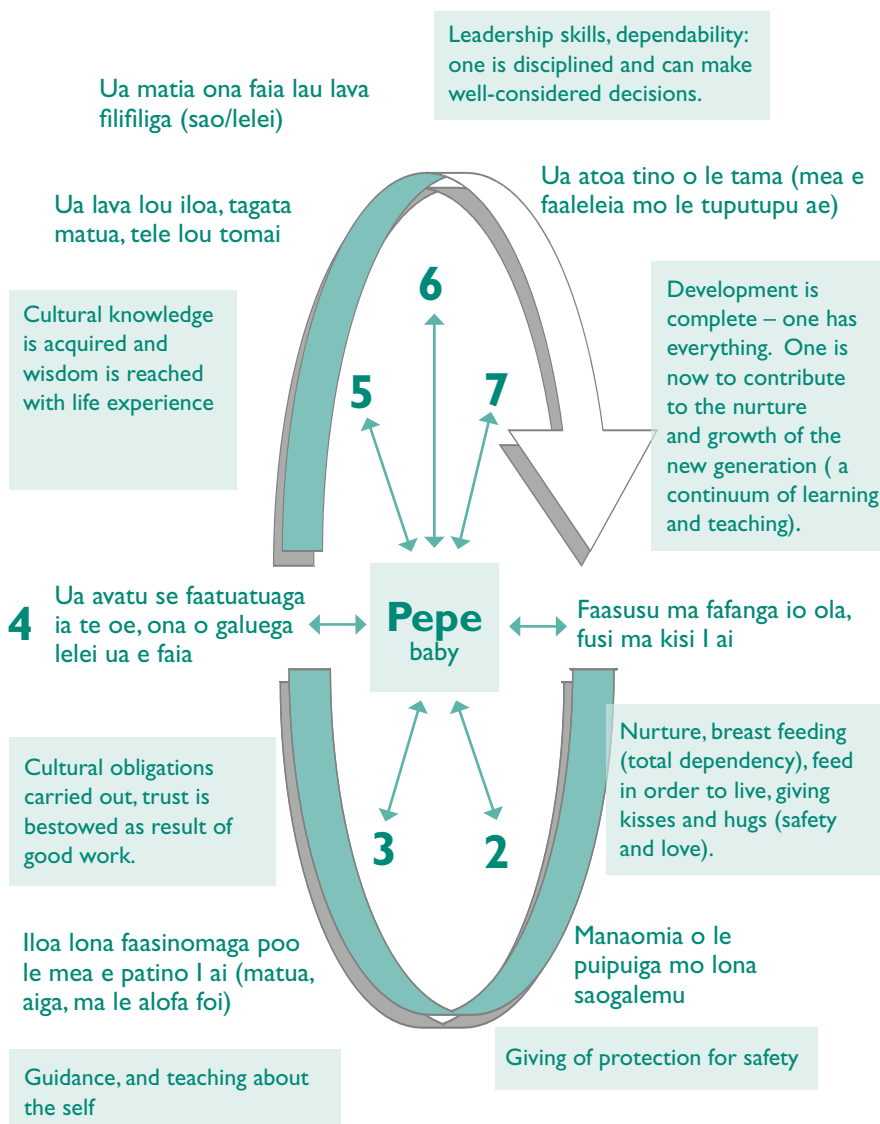 Leadership skills, dependability:
one is disciplined and can make
well-considered decisions.
Ua matia ona faia lau lava
filifiliga (sao/lelei)
Ua atoa tino o le tama (mea e
faaleleia mo le tuputupu ae)
Ua lava lou iloa, tagata
matua, tele lou tomai
6
Cultural knowledge
is acquired and
wisdom is reached
with life experience
Development is
complete – one has
everything. One is
now to contribute
to the nurture
and growth of the
new generation ( a
continuum of learning
and teaching).
5
7
4
Ua avatu se faatuatuaga
ia te oe, ona o galuega
lelei ua e faia
Pepe
baby
Faasusu ma fafanga io ola,
fusi ma kisi I ai
Nurture, breast feeding
(total dependency), feed
in order to live, giving
kisses and hugs (safety
and love).
Cultural obligations
carried out, trust is
bestowed as result of
good work.
3
2
Iloa lona faasinomaga poo
le mea e patino I ai (matua,
aiga, ma le alofa foi)
Manaomia o le
puipuiga mo lona
saogalemu
Giving of protection for safety
Guidance, and teaching about
the self